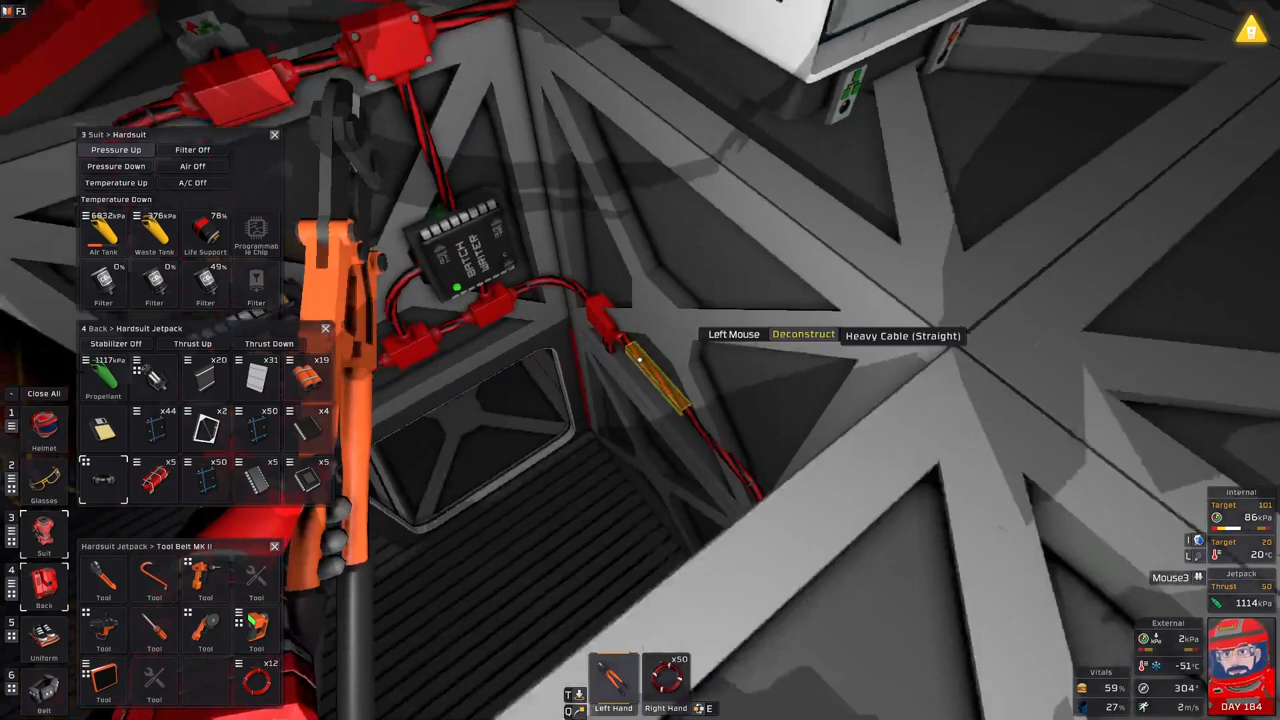 F1
3 Suit > Hardsuit
Pressure Up
Filter Off
Pressure Down
Air Off
Temperature Up
A/C Off
Temperature Down
6832kPa
376kPa
78%
Air Tank
Waste Tank
Life Support
Programmab
le Chip
0%
0%
49%
Filter
Filter
Filter
Filter
4 Back > Hardsuit Jetpack
Stabilizer Off
Thrust Up
Thrust Down
1117kPa
x20
x31
x19
Propellant
x44
x2
x50
x4
x5
x50
x5
x5
Hardsuit Jetpack > Tool Belt MK II
Tool
Tool
Tool
Tool
Tool
Tool
Tool
Tool
Tool
Tool
x12
Tool
Close All
1
Helmet
2
Glasses
3
Suit
4
Back
5
Uniform
6
Belt
BATCH
WRITER
Left Mouse
Deconstruct
Heavy Cable (Straight)
T
Q
Left Hand
x50
Right Hand
E
Internal
Target 101
86kPa
Target 20
20°C
I
L
Mouse3
Jetpack
Thrust 50
1114kPa
External
2kPa
-51°C
304°
2m/s
Vitals
59%
27%
DAY 184